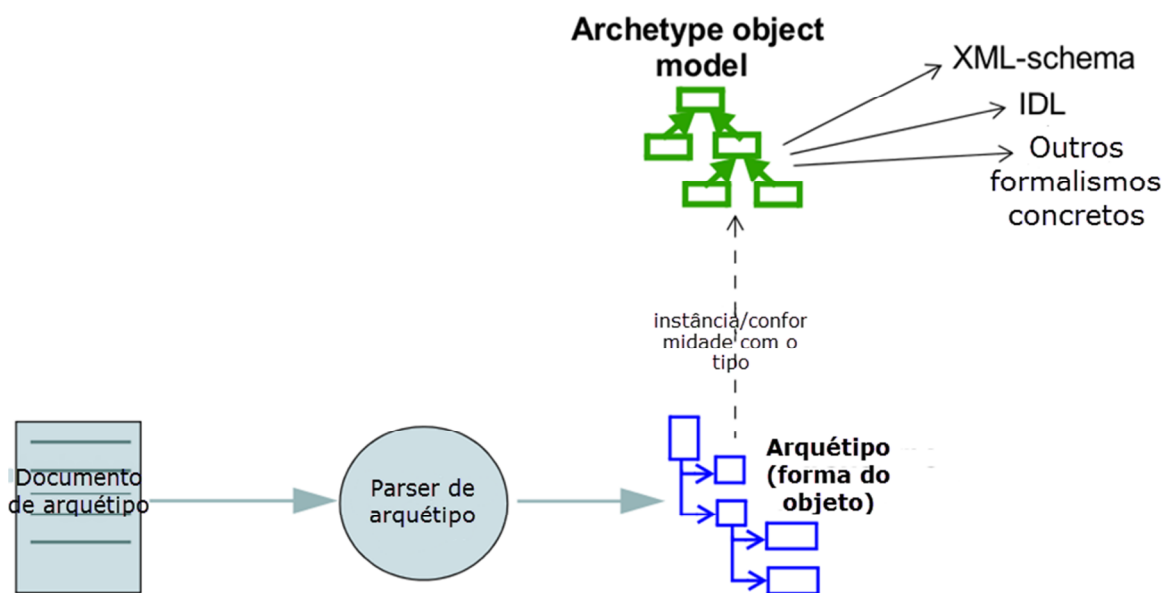 Archetype object
model
XML-schema
IDL
Outros
formalismos
concretos
instância/confor
midade com o
tipo
Documento
de arquétipo
Parser de
arquétipo
Arquétipo
(forma do
objeto)